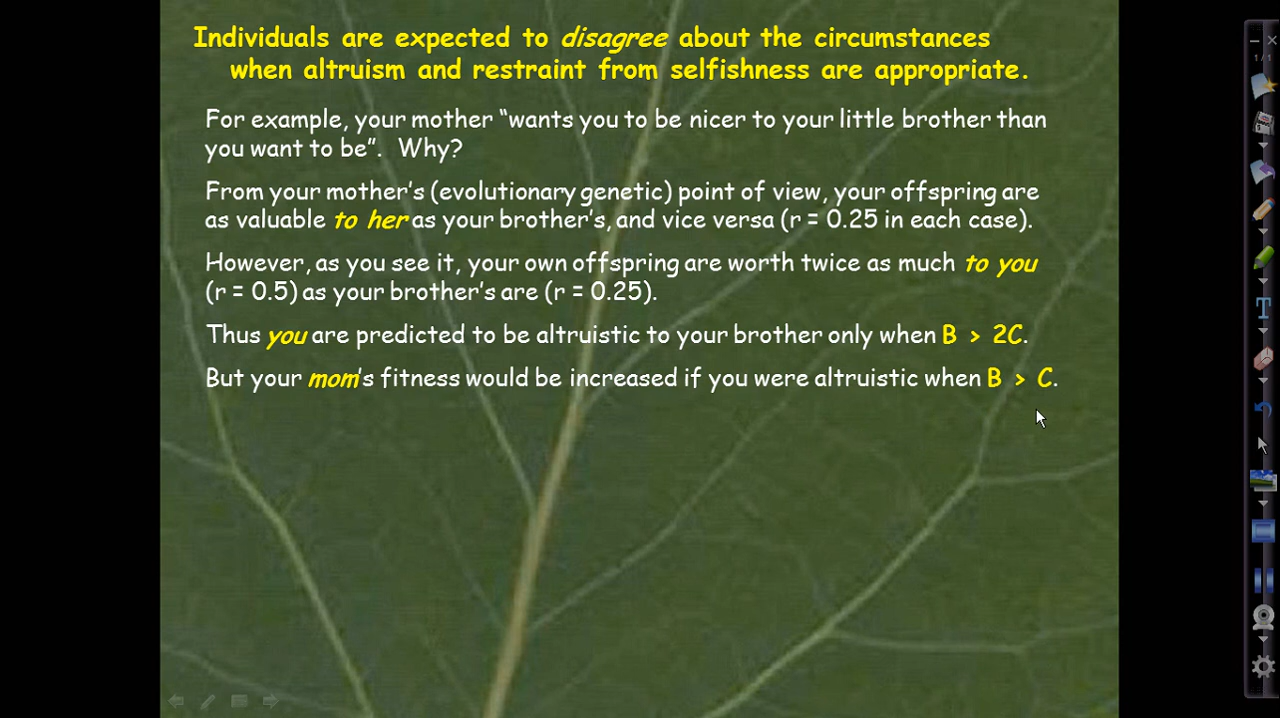 Individuals are expected to disagree about the circumstances
when altruism and restraint from selfishness are appropriate.
For example, your mother “wants you to be nicer to your little brother than
you want to be”. Why?
From your mother’s (evolutionary genetic) point of view, your offspring are
as valuable to her as your brother’s, and vice versa (r = 0.25 in each case).
However, as you see it, your own offspring are worth twice as much to you
(r = 0.5) as your brother’s are (r = 0.25).
Thus you are predicted to be altruistic to your brother only when B > 2C.
But your mom’s fitness would be increased if you were altruistic when B > C.
1/1
T